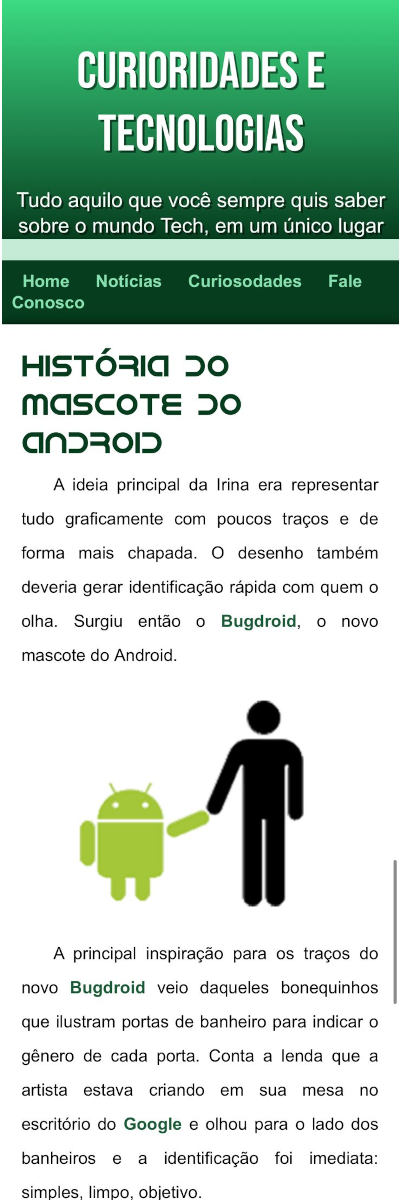 CURIORIDADES E
TECNOLOGIAS
Tudo aquilo que você sempre quis saber
sobre o mundo Tech, em um único lugar
Home Notícias Curiosodades Fale
Conosco
HISTÓRIA DO
MASCOTE DO
ANDROID
A ideia principal da Irina era representar
tudo graficamente com poucos traços e de
forma mais chapada. O desenho também
deveria gerar identificação rápida com quem o
olha. Surgiu então o Bugdroid, o novo
mascote do Android.
A principal inspiração para os traços do
novo Bugdroid veio daqueles bonequinhos
que ilustram portas de banheiro para indicar o
gênero de cada porta. Conta a lenda que a
artista estava criando em sua mesa no
escritório do Google e olhou para o lado dos
banheiros e a identificação foi imediata:
simples, limpo, objetivo.